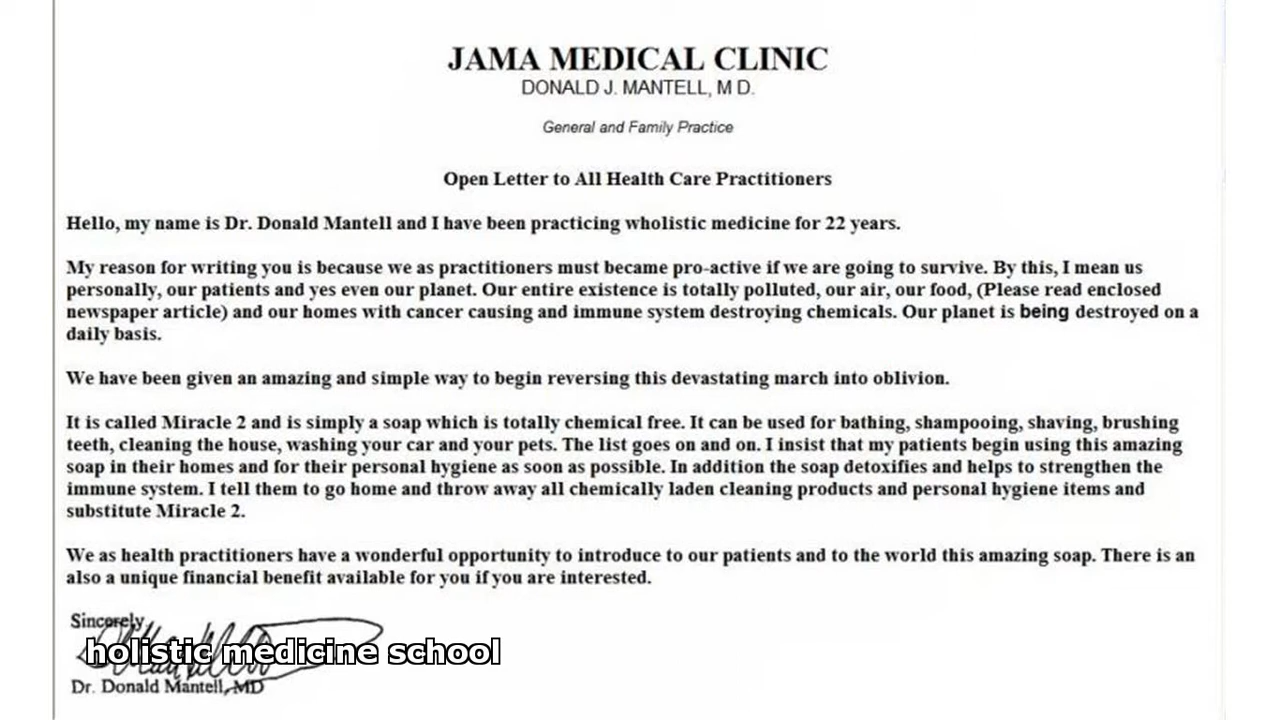 JAMA MEDICAL CLINIC
DONALD J. MANTELL, M D.
General and Family Practice
Open Letter to All Health Care Practitioners
Hello, my name is Dr. Donald Mantell and I have been practicing wholistic medicine for 22 years.
My reason for writing you is because we as practitioners must became pro-active if we are going to survive. By this, I mean us
personally, our patients and yes even our planet. Our entire existence is totally polluted, our air, our food, (Please read enclosed
newspaper article) and our homes with cancer causing and immune system destroying chemicals. Our planet is being destroyed on a
daily basis.
We have been given an amazing and simple way to begin reversing this devastating march into oblivion.
It is called Miracle 2 and is simply a soap which is totally chemical free. It can be used for bathing, shampooing, shaving, brushing
teeth, cleaning the house, washing your car and your pets. The list goes on and on. I insist that my patients begin using this amazing
soap in their homes and for their personal hygiene as soon as possible. In addition the soap detoxifies and helps to strengthen the
immune system. I tell them to go home and throw away all chemically laden cleaning products and personal hygiene items and
substitute Miracle 2.
We as health practitioners have a wonderful opportunity to introduce to our patients and to the world this amazing soap. There is an
also a unique financial benefit available for you if you are interested.
Sincerely,
holistic medicine school
Dr. Donald Mantell, MD